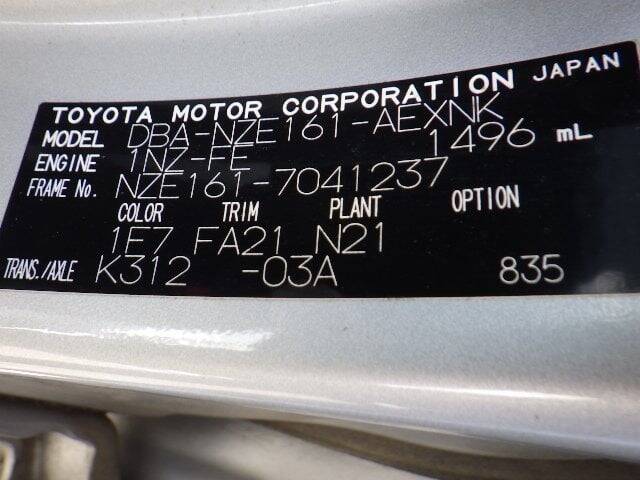 TOYOTA MOTOR CORPORATION JAPAN
MODEL DBA-NZE161-AEXNK
ENGINE 1NZ-FE 1496 mL
FRAME No. NZE161-7041237
COLOR TRIM PLANT OPTION
1E7 FA21 N21
TRANS./AXLE K312 -03A 835